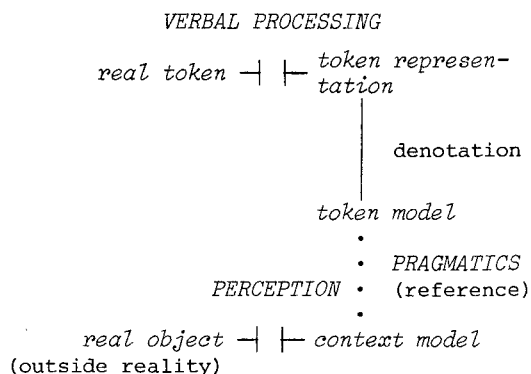 VERBAL PROCESSING
real token token represen-
tation
denotation
token model
PRAGMATICS
PERCEPTION (reference)
real object context model
(outside reality)